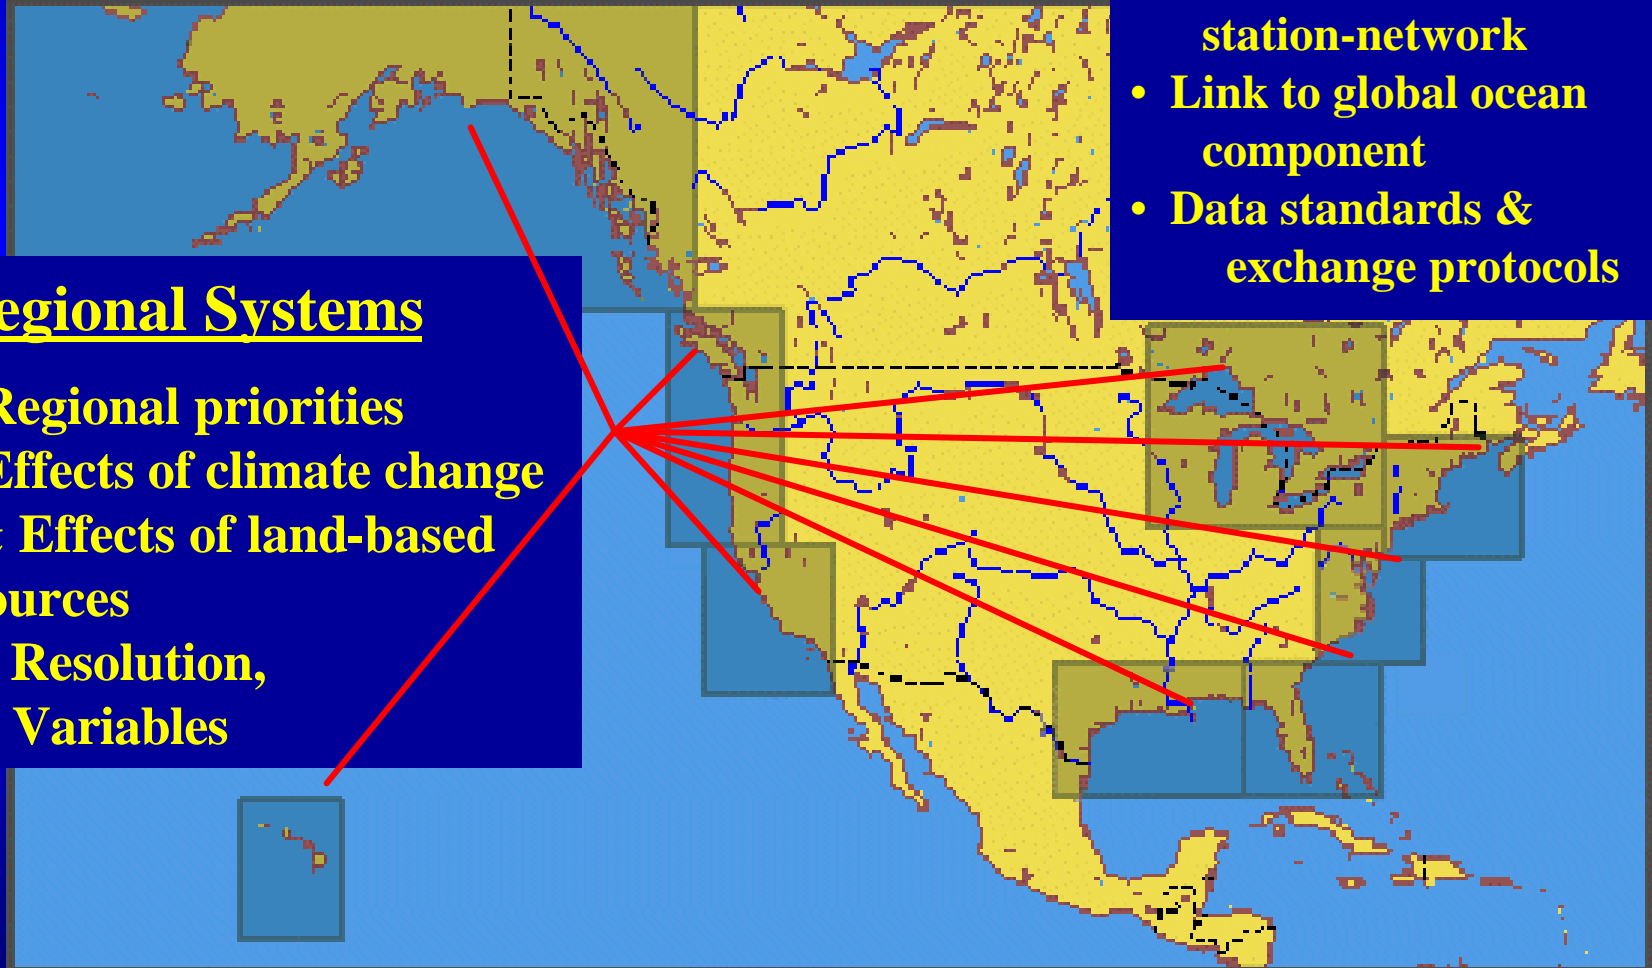 station-network
• Link to global ocean
component
• Data standards &
exchange protocols
egional Systems
Regional priorities
Effects of climate change
& Effects of land-based
ources
Resolution,
Variables